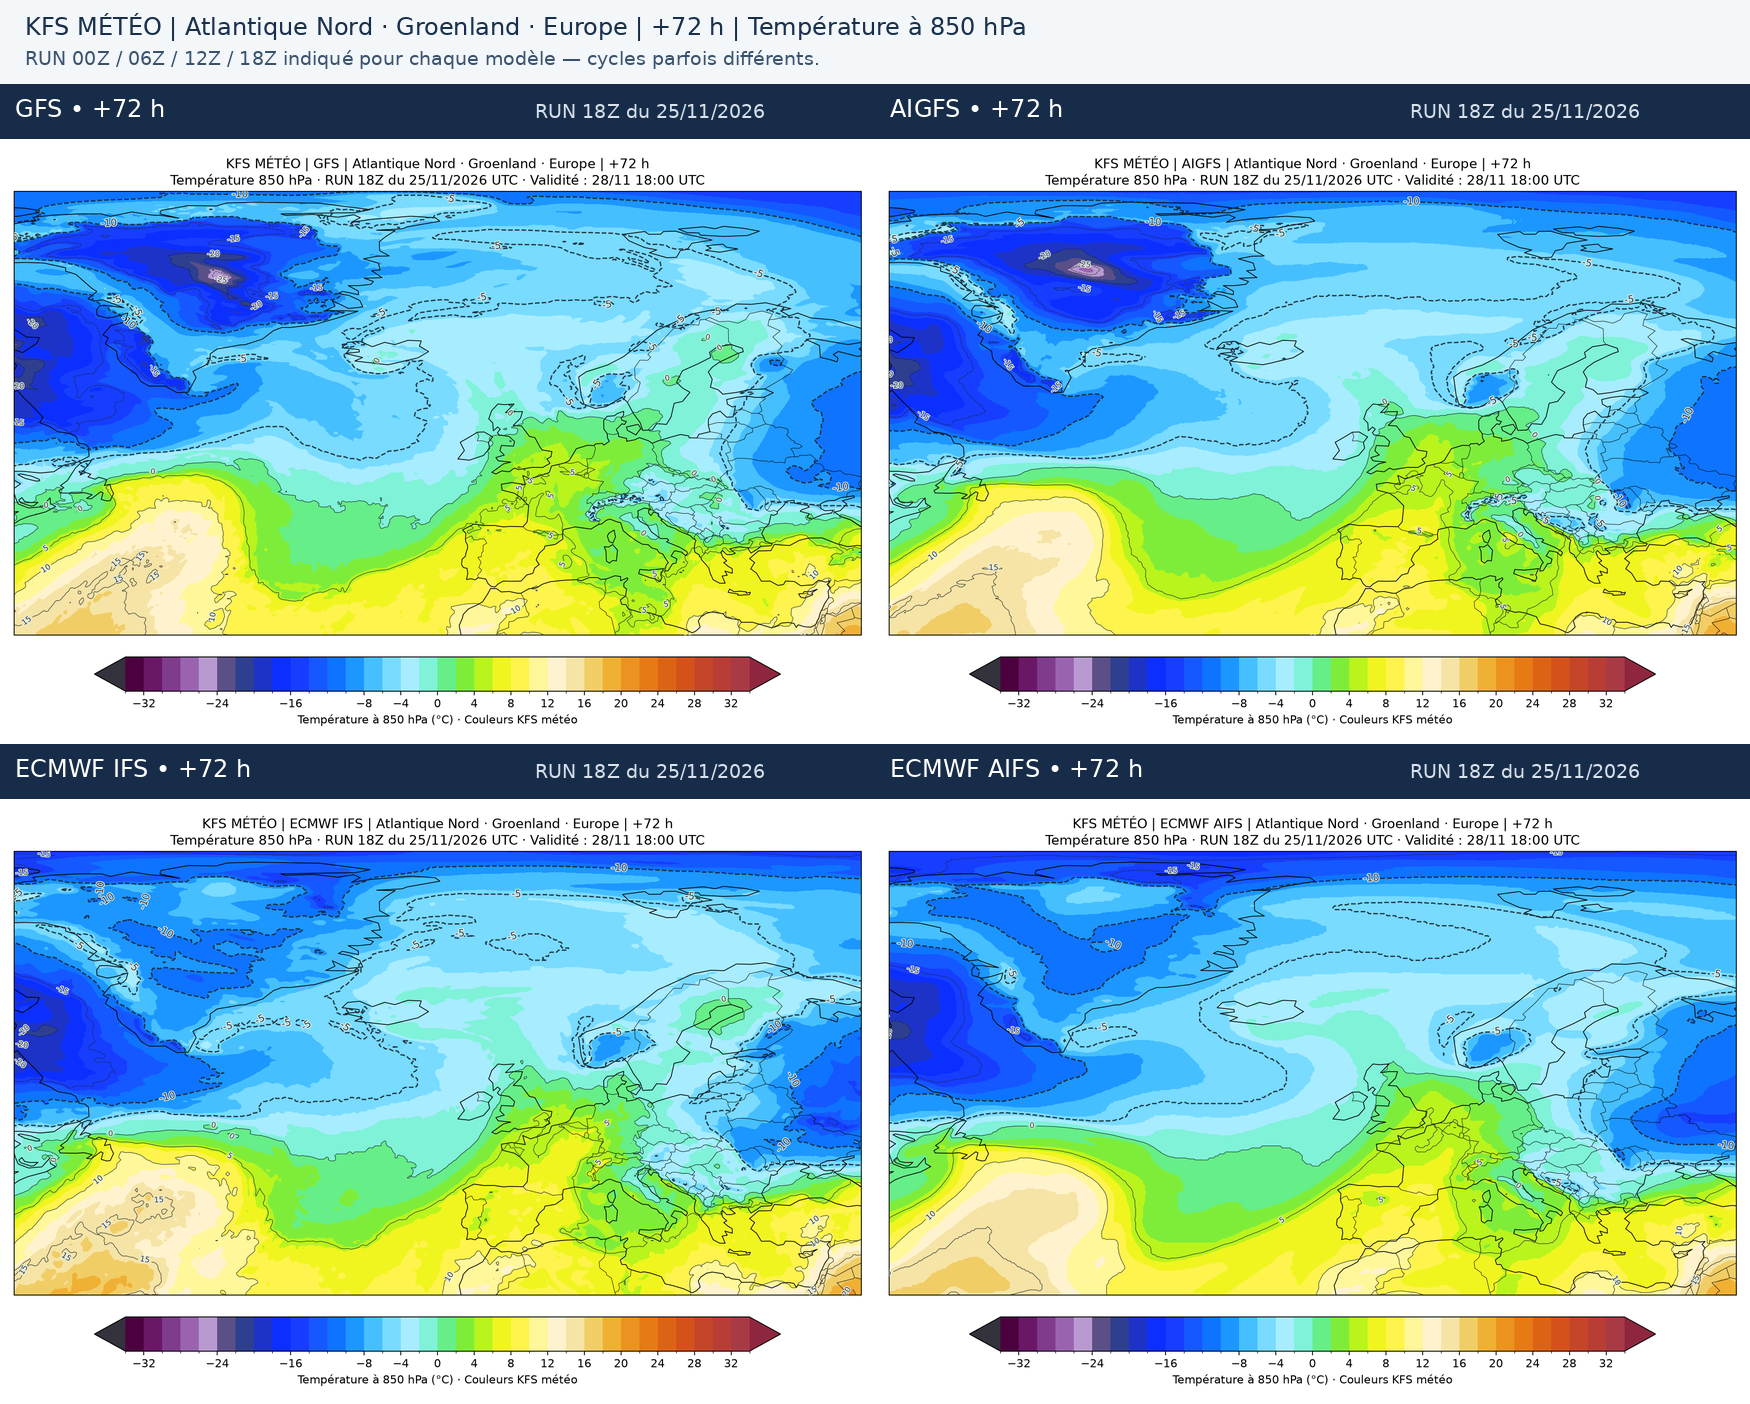 KFS MÉTÉO | Atlantique Nord · Groenland · Europe | +72 h | Température à 850 hPa
RUN 00Z / 06Z / 12Z / 18Z indiqué pour chaque modèle — cycles parfois différents.
GFS • +72 h
RUN 18Z du 25/11/2026
AIGFS • +72 h
RUN 18Z du 25/11/2026
KFS MÉTÉO | GFS | Atlantique Nord · Groenland · Europe | +72 h
Température 850 hPa · RUN 18Z du 25/11/2026 UTC · Validité : 28/11 18:00 UTC
KFS MÉTÉO | AIGFS | Atlantique Nord · Groenland · Europe | +72 h
Température 850 hPa · RUN 18Z du 25/11/2026 UTC · Validité : 28/11 18:00 UTC
−32 −24 −16 −8 −4 0 4 8 12 16 20 24 28 32
Température à 850 hPa (°C) · Couleurs KFS météo
−32 −24 −16 −8 −4 0 4 8 12 16 20 24 28 32
Température à 850 hPa (°C) · Couleurs KFS météo
ECMWF IFS • +72 h
RUN 18Z du 25/11/2026
ECMWF AIFS • +72 h
RUN 18Z du 25/11/2026
KFS MÉTÉO | ECMWF IFS | Atlantique Nord · Groenland · Europe | +72 h
Température 850 hPa · RUN 18Z du 25/11/2026 UTC · Validité : 28/11 18:00 UTC
KFS MÉTÉO | ECMWF AIFS | Atlantique Nord · Groenland · Europe | +72 h
Température 850 hPa · RUN 18Z du 25/11/2026 UTC · Validité : 28/11 18:00 UTC
−32 −24 −16 −8 −4 0 4 8 12 16 20 24 28 32
Température à 850 hPa (°C) · Couleurs KFS météo
−32 −24 −16 −8 −4 0 4 8 12 16 20 24 28 32
Température à 850 hPa (°C) · Couleurs KFS météo